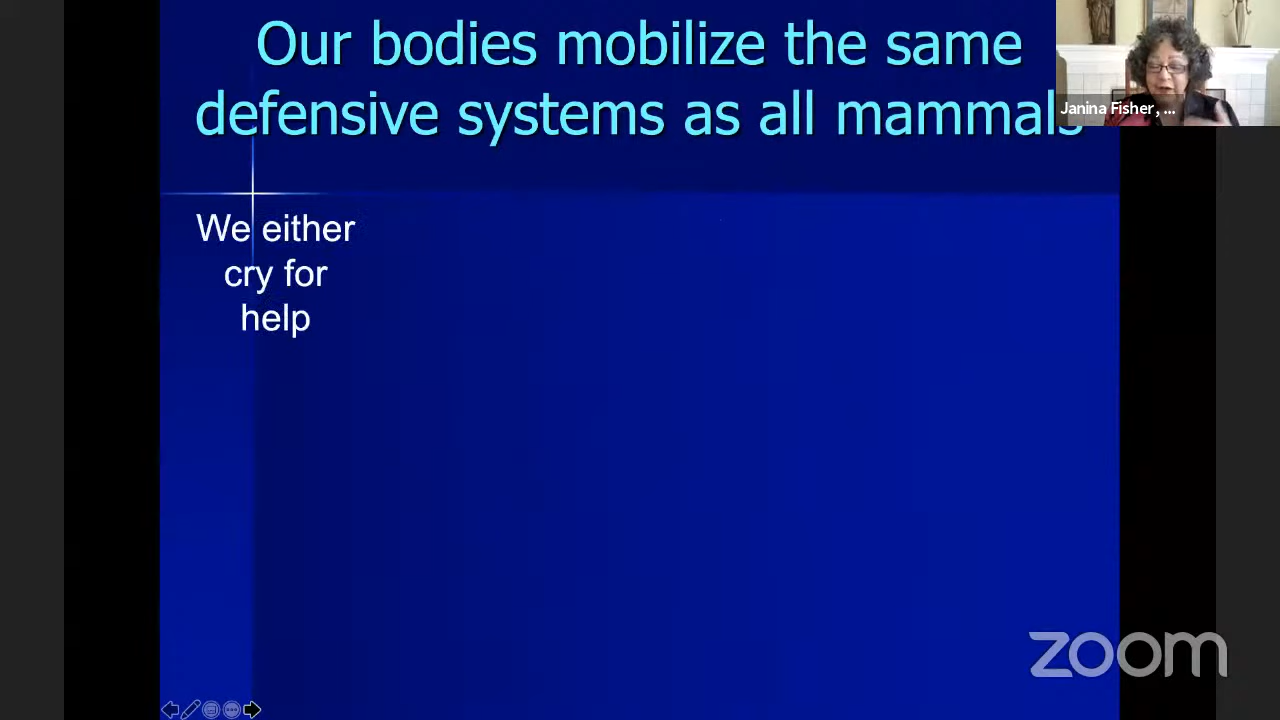 Our bodies mobilize the same
defensive systems as all mammals
Janina Fisher, ...
We either
cry for
help
zoom